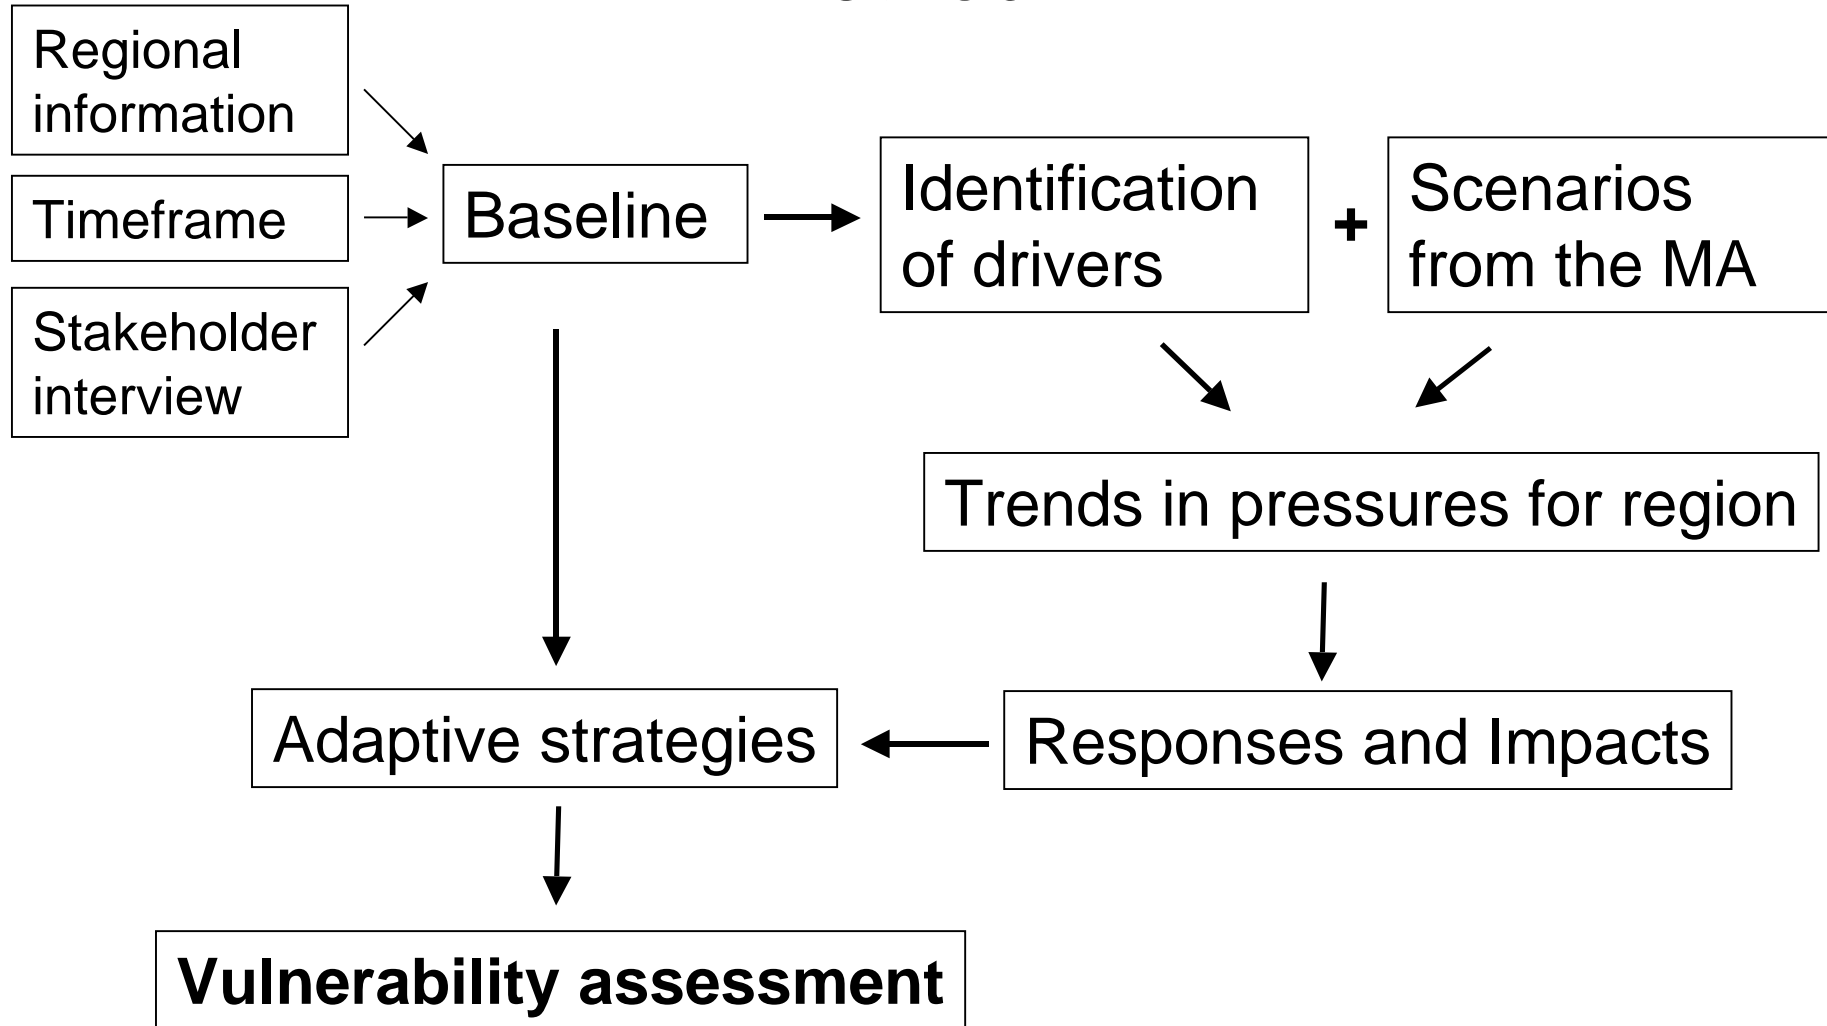 Regional
information
Timeframe
Stakeholder
interview
Baseline
Identification
of drivers
+
Scenarios
from the MA
Trends in pressures for region
Responses and Impacts
Adaptive strategies
Vulnerability assessment